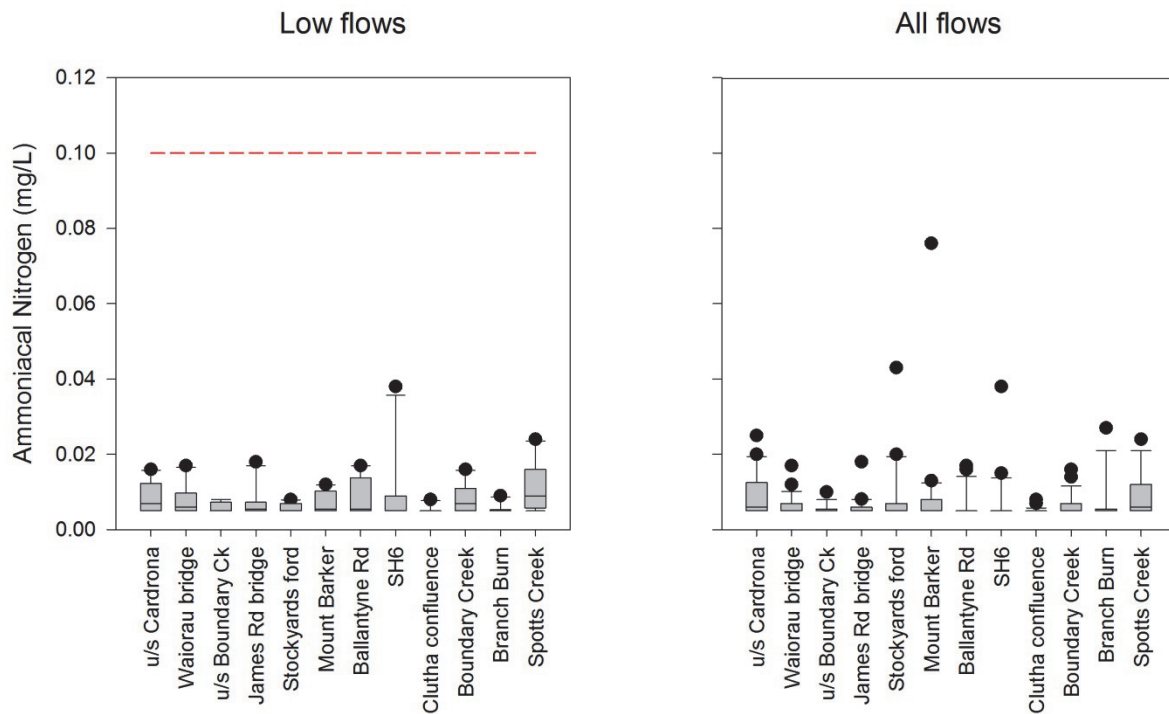 Low flows
All flows
Ammoniacal Nitrogen (mg/L)
0.12
0.10
0.08
0.06
0.04
0.02
0.00
u/s Cardrona
Waiorau bridge
u/s Boundary Ck
James Rd bridge
Stockyards ford
Mount Barker
Ballantyne Rd
SH6
Clutha confluence
Boundary Creek
Branch Burn
Spotts Creek
u/s Cardrona
Waiorau bridge
u/s Boundary Ck
James Rd bridge
Stockyards ford
Mount Barker
Ballantyne Rd
SH6
Clutha confluence
Boundary Creek
Branch Burn
Spotts Creek